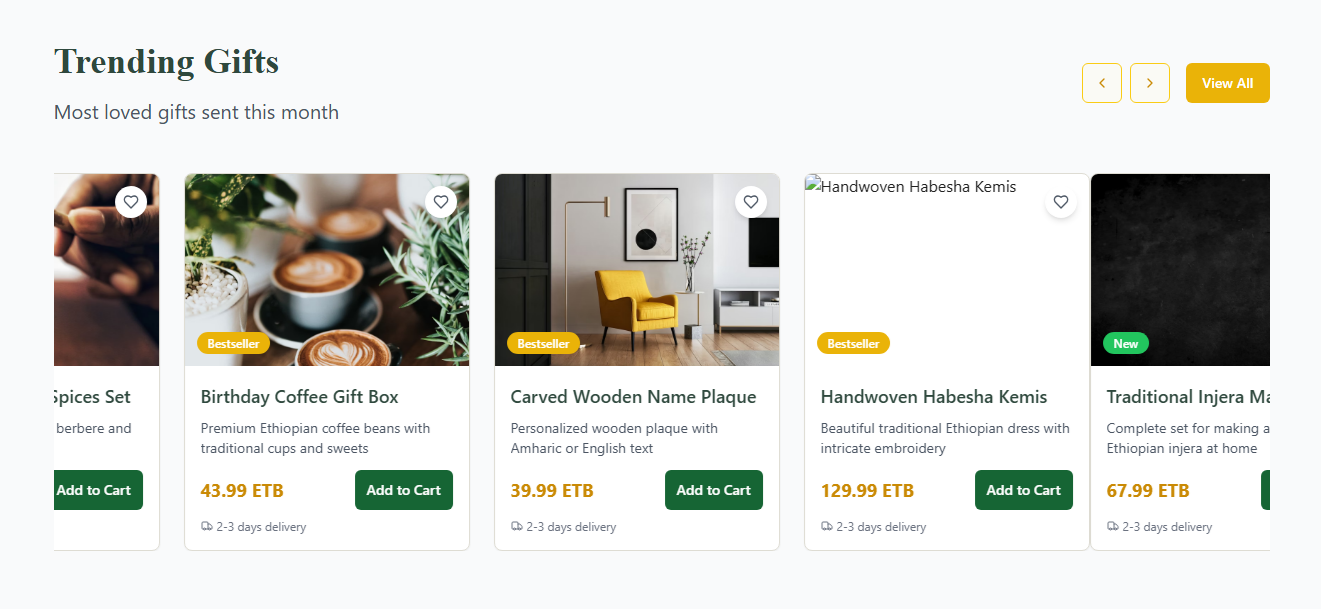 Trending Gifts
Most loved gifts sent this month
View All
Spices Set
berbere and
Add to Cart
Bestseller
Birthday Coffee Gift Box
Premium Ethiopian coffee beans with
traditional cups and sweets
43.99 ETB
Add to Cart
2-3 days delivery
Bestseller
Carved Wooden Name Plaque
Personalized wooden plaque with
Amharic or English text
39.99 ETB
Add to Cart
2-3 days delivery
Handwoven Habesha Kemis
Bestseller
Handwoven Habesha Kemis
Beautiful traditional Ethiopian dress with
intricate embroidery
129.99 ETB
Add to Cart
2-3 days delivery
New
Traditional Injera
Complete set for making
Ethiopian injera at home
67.99 ETB
2-3 days delivery